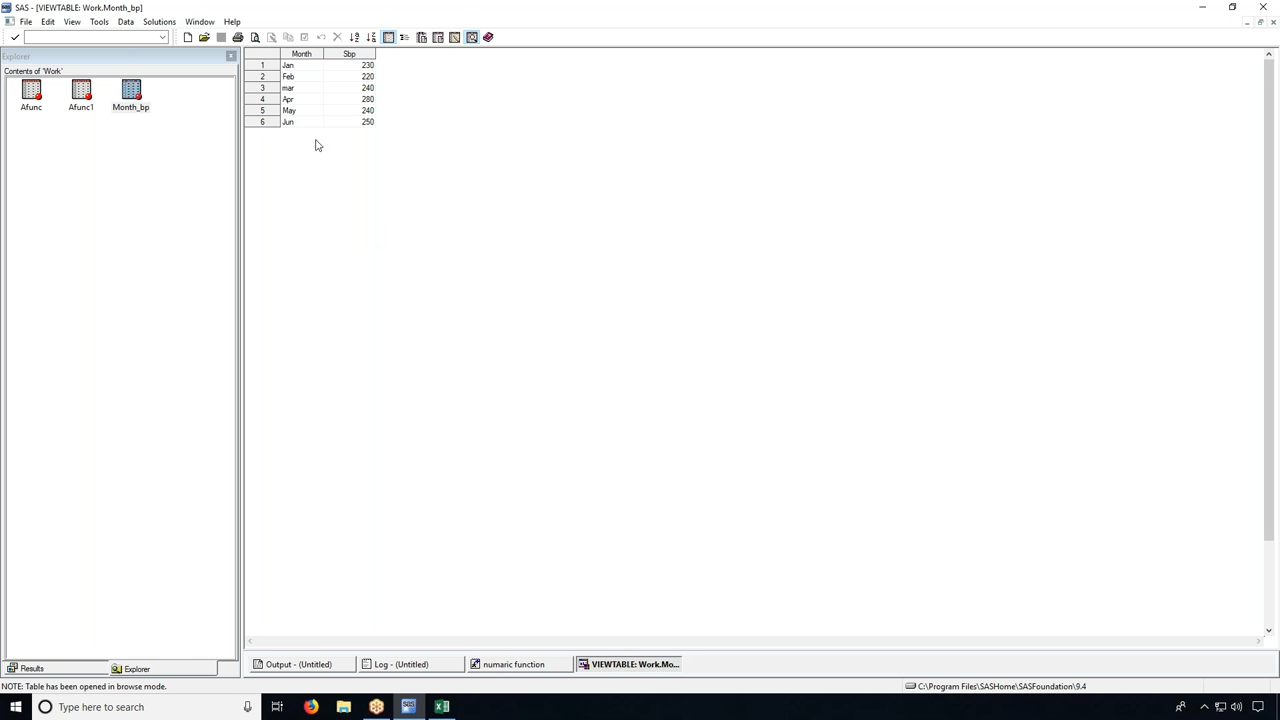 SAS - [VIEWTABLE: Work.Month_bp]
File Edit View Tools Data Solutions Window Help
Explorer
Contents of 'Work'
Afunc Afunc1 Month_bp
Month Sbp
1 Jan 230
2 Feb 220
3 mar 240
4 Apr 280
5 May 240
6 Jun 250
Results Explorer
Output - (Untitled) Log - (Untitled) numaric function VIEWTABLE: Work.Mo...
NOTE: Table has been opened in browse mode. C:\Program Files\SASHome\SASFoundation\9.4
Type here to search